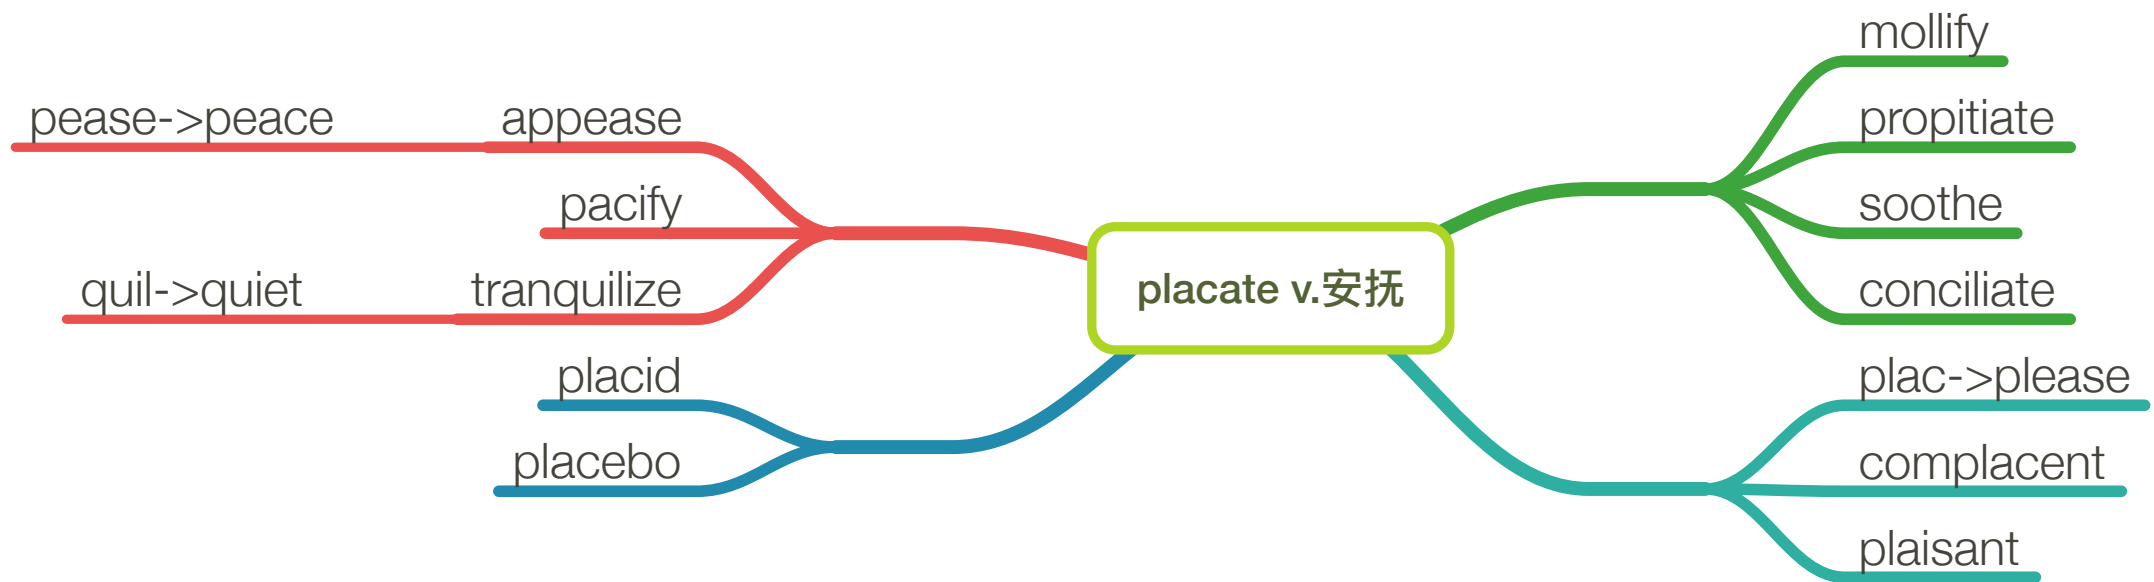 mollify
pease->peace
appease
propitiate
pacify
soothe
placate v.安抚
quil->quiet
tranquilize
conciliate
placid
plac->please
placebo
complacent
plaisant